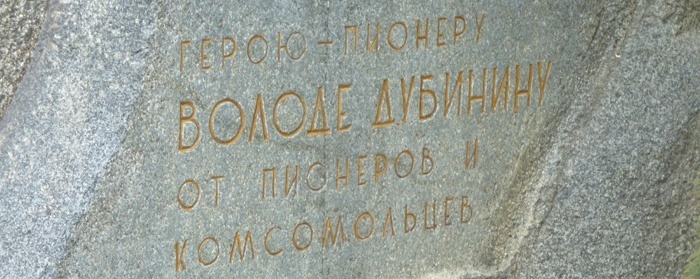 ГЕРОЮ – ПИОНЕРУ
ВОЛОДЕ ДУБИНИНУ
ОТ ПИОНЕРОВ И
КОМСОМОЛЬЦЕВ